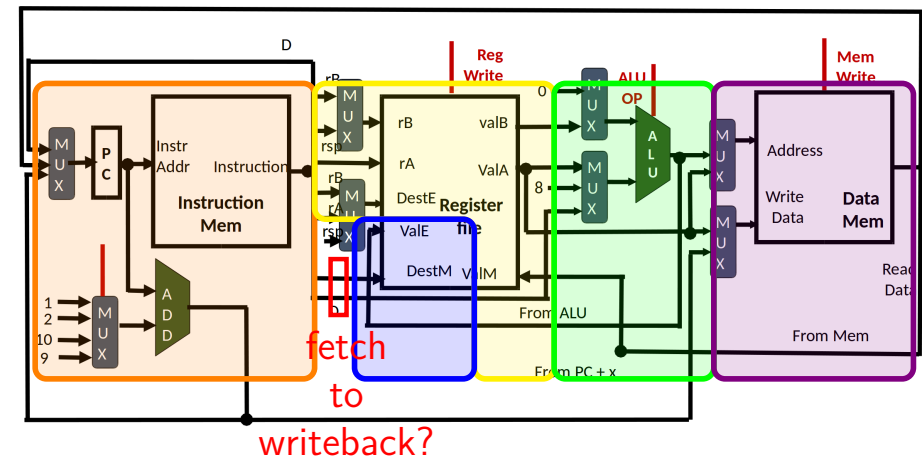 D
Reg
Write
ALU
OP
Mem
Write
rB
M
U
X
rsp
rB
valB
rA
ValA
DestE
Register
file
ValE
DestM
ValM
0
M
U
X
8
M
U
X
A
L
U
M
U
X
M
U
X
Address
Write
Data
Data
Mem
Read
Data
M
U
X
P
C
Instr
Addr
Instruction
Instruction
Mem
rB
rA
rsp
M
U
X
1
2
10
9
M
U
X
A
D
D
From ALU
From Mem
From PC + x
fetch
to
writeback?